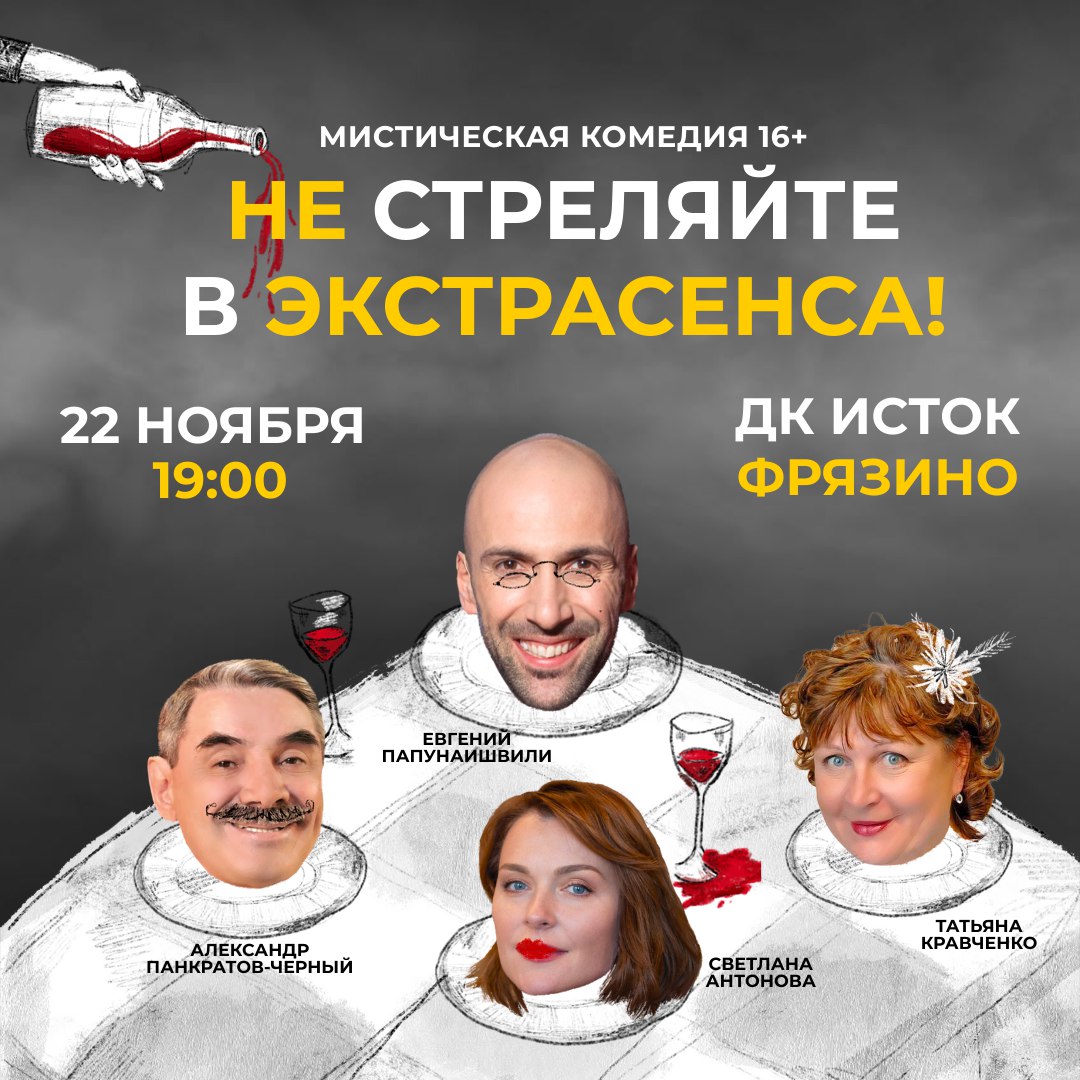 МИСТИЧЕСКАЯ КОМЕДИЯ 16+
НЕ СТРЕЛЯЙТЕ
В ЭКСТРАСЕНСА!
22 НОЯБРЯ
19:00
ДК ИСТОК
ФРЯЗИНО
ЕВГЕНИЙ
ПАПУНАИШВИЛИ
АЛЕКСАНДР
ПАНКРАТОВ-ЧЕРНЫЙ
СВЕТЛАНА
АНТОНОВА
ТАТЬЯНА
КРАВЧЕНКО